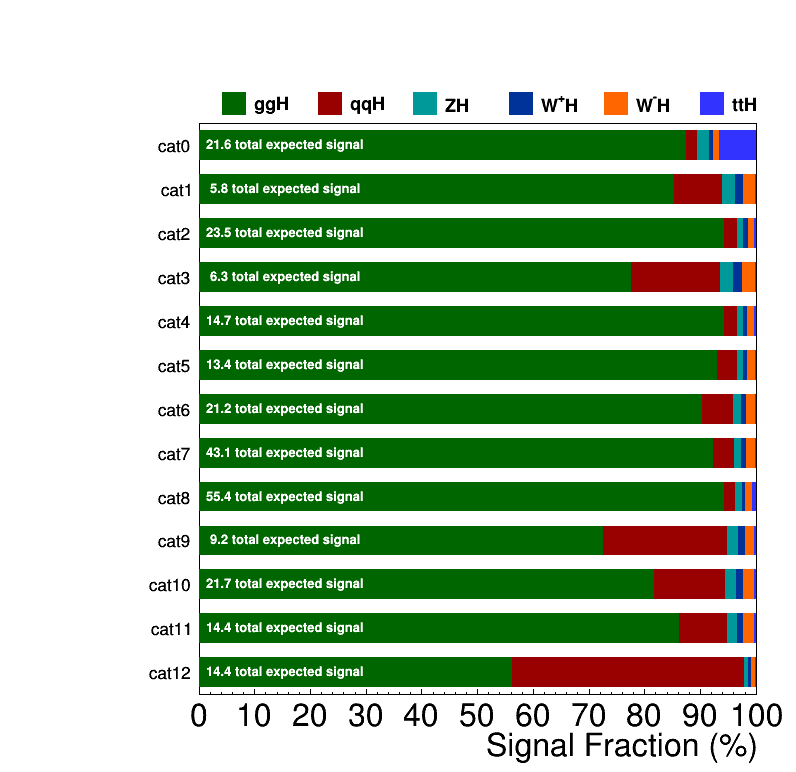 ggH qqH ZH W⁺H W⁻H ttH
cat0 21.6 total expected signal
cat1 5.8 total expected signal
cat2 23.5 total expected signal
cat3 6.3 total expected signal
cat4 14.7 total expected signal
cat5 13.4 total expected signal
cat6 21.2 total expected signal
cat7 43.1 total expected signal
cat8 55.4 total expected signal
cat9 9.2 total expected signal
cat10 21.7 total expected signal
cat11 14.4 total expected signal
cat12 14.4 total expected signal
0 10 20 30 40 50 60 70 80 90 100
Signal Fraction (%)